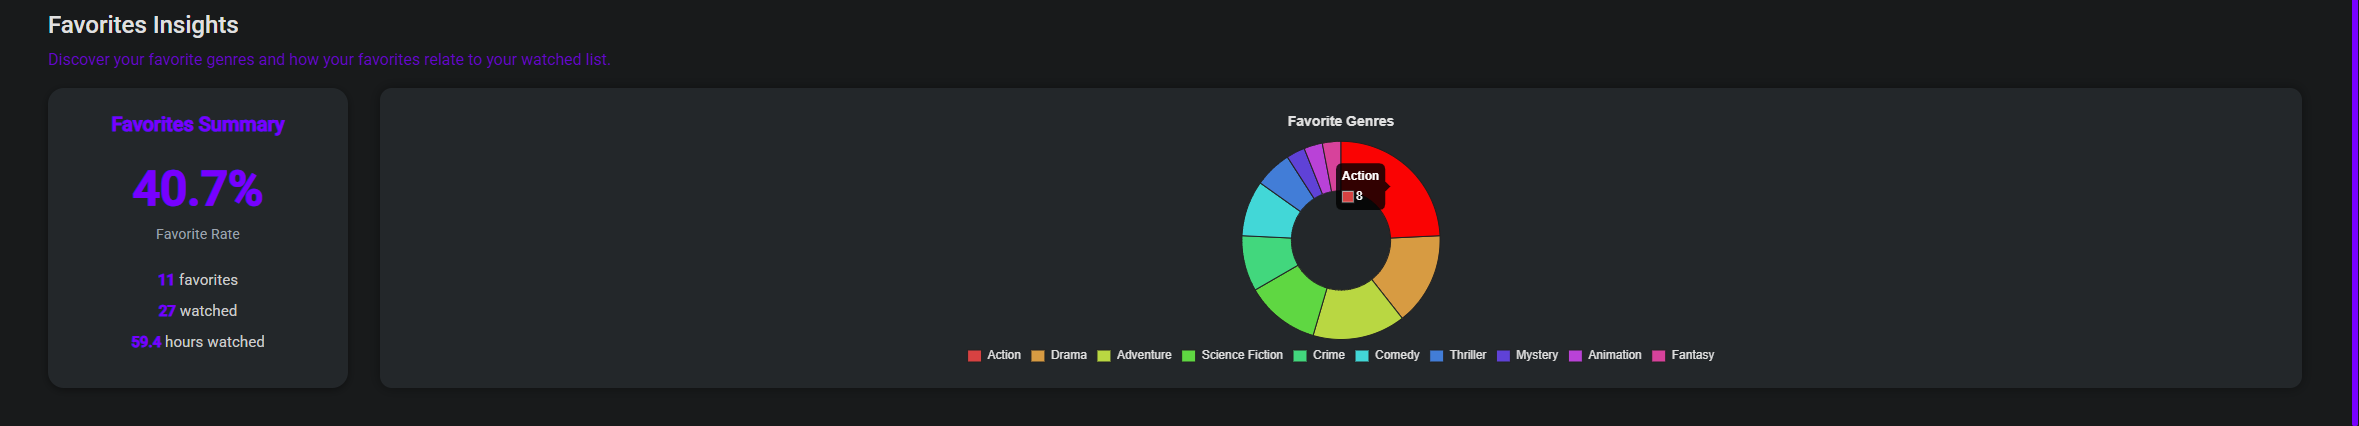 Favorites Insights
Discover your favorite genres and how your favorites relate to your watched list.
Favorites Summary
40.7%
Favorite Rate
11 favorites
27 watched
59.4 hours watched
Favorite Genres
Action
8
Action Drama Adventure Science Fiction Crime Comedy Thriller Mystery Animation Fantasy